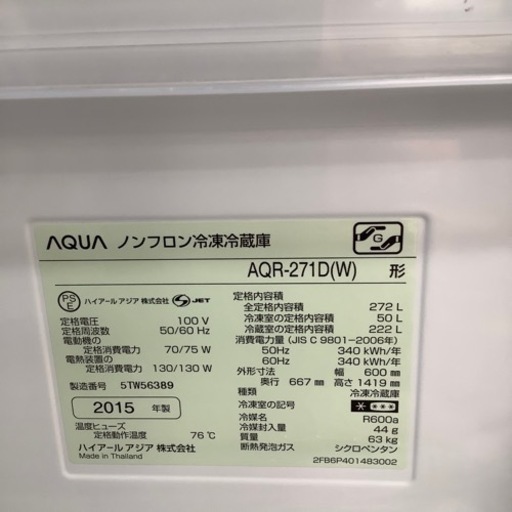 AQUA ノンフロン冷凍冷蔵庫
G
AQR-271D(W) 形
PS E ハイアール アジア 株式会社 S JET
定格電圧 100 V
定格周波数 50/60 Hz
電動機の
定格消費電力 70/75 W
電熱装置の
定格消費電力 130/130 W
製造番号 5TW563B9
2015 年製
温度ヒューズ
定格動作温度 76℃
ハイアール アジア 株式会社
Made in Thailand
定格内容積
全定格内容積 272 L
冷凍室の定格内容積 50 L
冷蔵室の定格内容積 222 L
消費電力量 (JIS C 9801-2006年)
50Hz 340 kWh/年
60Hz 340 kWh/年
外形寸法 幅 600 mm
奥行 667 mm 高さ 1419 mm
種類 冷凍冷蔵庫
冷凍室の記号
冷媒名 R600a
冷媒封入量 44 g
質量 63 kg
断熱発泡ガス シクロペンタン
2FB6P401483002